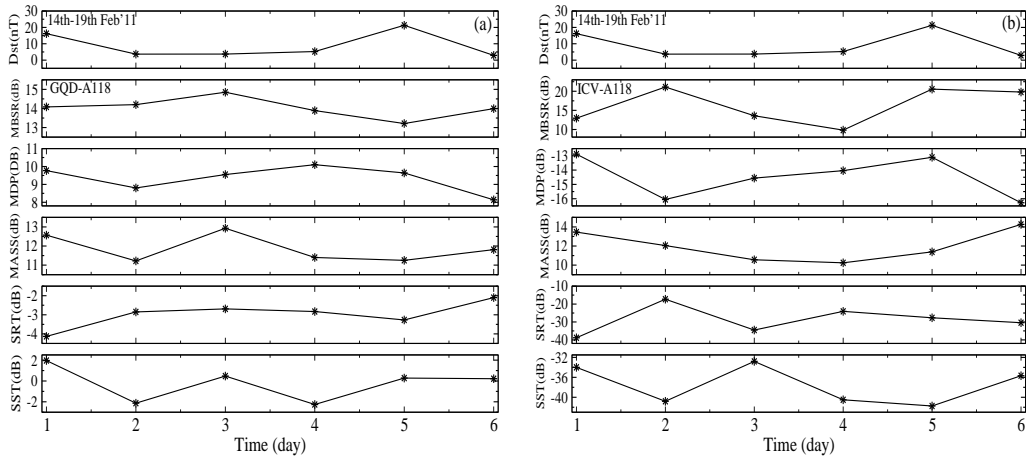 14th-19th Feb'11
(a)
Dst(nT)
30
20
10
0
GQD-A118
MBSR(dB)
15
14
13
MDP(DB)
11
10
9
8
MASS(dB)
13
12
11
SRT(dB)
-2
-3
-4
SST(dB)
2
0
-2
1 2 3 4 5 6
Time (day)
14th-19th Feb'11
(b)
Dst(nT)
30
20
10
0
ICV-A118
MBSR(dB)
20
15
10
MDP(dB)
-13
-14
-15
-16
MASS(dB)
14
12
10
SRT(dB)
-10
-20
-30
-40
SST(dB)
-32
-36
-40
1 2 3 4 5 6
Time (day)